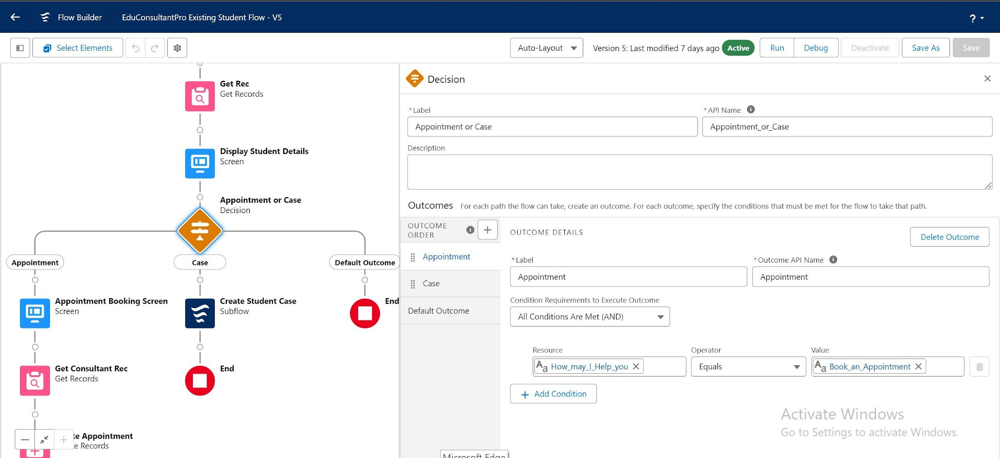 Flow Builder
EduConsultantPro Existing Student Flow - V5
?
Select Elements
Auto-Layout
Version 5: Last modified 7 days ago
Active
Run
Debug
Deactivate
Save As
Save
Get Rec
Get Records
Display Student Details
Screen
Appointment or Case
Decision
Appointment
Case
Default Outcome
Appointment Booking Screen
Screen
Create Student Case
Subflow
End
Get Consultant Rec
Get Records
End
te Appointment
te Records
Decision
* Label
Appointment or Case
* API Name
Appointment_or_Case
Description
Outcomes For each path the flow can take, create an outcome. For each outcome, specify the conditions that must be met for the flow to take that path.
OUTCOME
ORDER
Appointment
Case
Default Outcome
OUTCOME DETAILS
Delete Outcome
* Label
Appointment
* Outcome API Name
Appointment
Condition Requirements to Execute Outcome
All Conditions Are Met (AND)
Resource
Aa How_may_I_Help_you
Operator
Equals
Value
Aa Book_an_Appointment
Add Condition
Activate Windows
Go to Settings to activate Windows.
Microsoft Edge